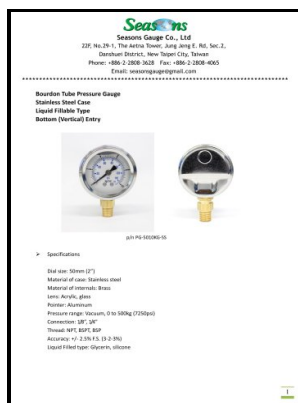 Seasons
Seasons Gauge Co., Ltd
22F, No.29-1, The Aetna Tower, Jung Jeng E. Rd, Sec.2,
Danshuei District, New Taipei City, Taiwan
Phone: +886-2-2808-3628 Fax: +886-2-2808-4065
Email: seasonsgauge@gmail.com
Bourdon Tube Pressure Gauge
Stainless Steel Case
Liquid Fillable Type
Bottom (Vertical) Entry
p/n PG-5010KG-SS
➢ Specifications
Dial size: 50mm (2")
Material of case: Stainless steel
Material of internals: Brass
Lens: Acrylic, glass
Pointer: Aluminum
Pressure range: Vacuum, 0 to 500kg (7250psi)
Connection: 1/8", 1/4"
Thread: NPT, BSPT, BSP
Accuracy: +/- 2.5% F.S. (3-2-3%)
Liquid Filled type: Glycerin, silicone
1